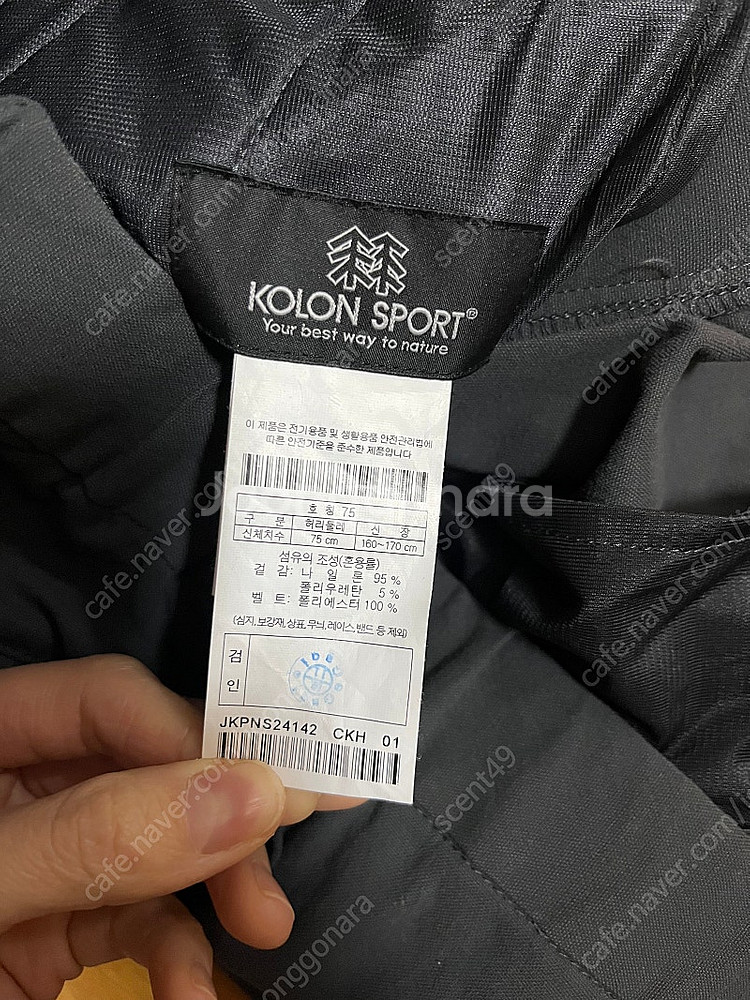 KOLON SPORT®
Your best way to nature
이 제품은 전기용품 및 생활용품 안전관리법에
따른 안전기준을 준수한 제품입니다
호 칭 75
구 분 허리둘레 신 장
신체치수 75 cm 160~170 cm
섬유의 조성(혼용률)
겉 감: 나 일 론 95 %
폴리우레탄 5 %
벨 트: 폴리에스터 100 %
(심지, 보강재, 상표, 무늬, 레이스, 밴드 등 제외)
검
인
JKPNS24142 CKH 01
cafe.naver.com
scent49